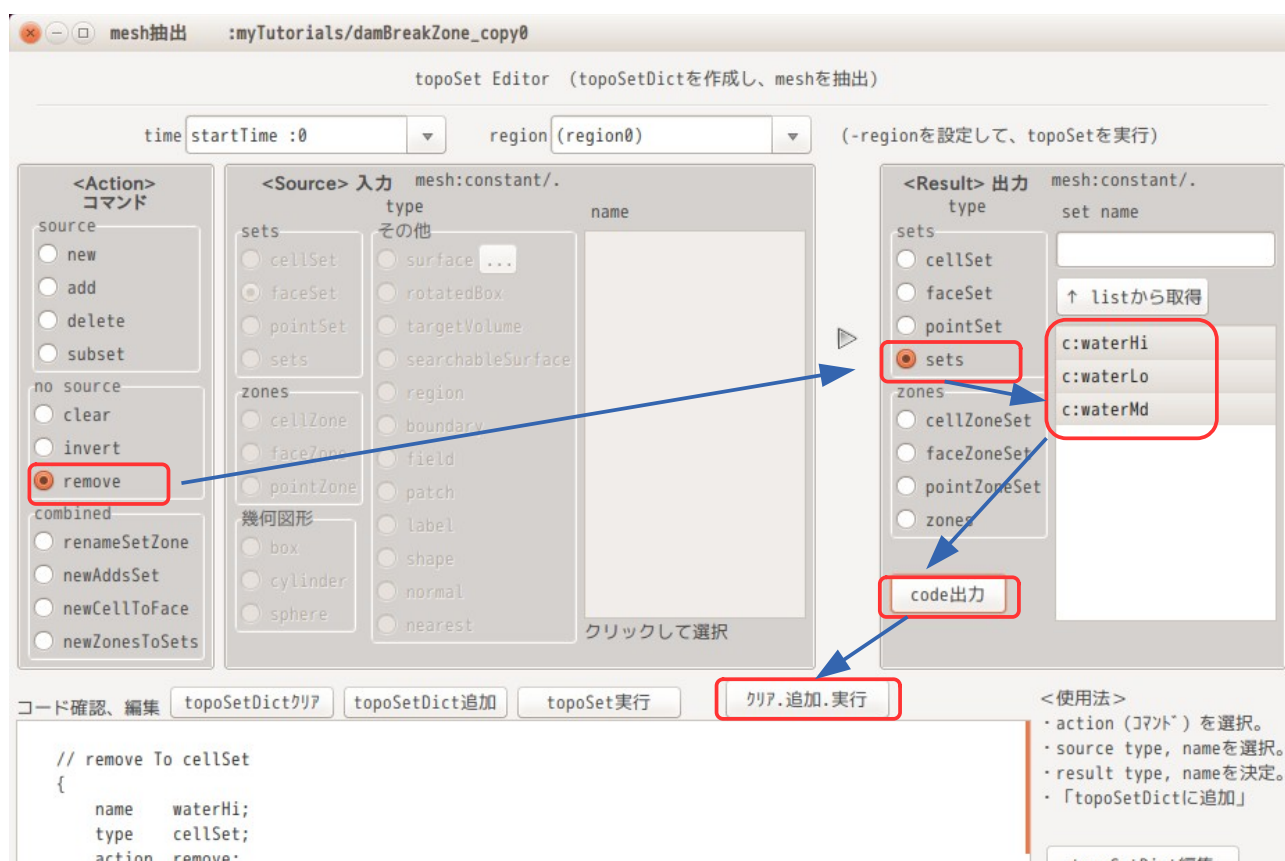 mesh抽出 :myTutorials/damBreakZone_copy0
topoSet Editor (topoSetDictを作成し、meshを抽出)
time startTime :0 region (region0) (-regionを設定して、topoSetを実行)
<Action>
コマンド
source
new
add
delete
subset
no source
clear
invert
remove
combined
renameSetZone
newAddsSet
newCellToFace
newZonesToSets
<Source> 入力 mesh:constant/.
type
name
sets
cellSet
faceSet
pointSet
sets
zones
cellZone
faceZone
pointZone
幾何図形
box
cylinder
sphere
その他
surface ...
rotatedBox
targetVolume
searchableSurface
region
boundary
field
patch
label
shape
normal
nearest
クリックして選択
<Result> 出力 mesh:constant/.
type
set name
sets
cellSet
faceSet
pointSet
sets
zones
cellZoneSet
faceZoneSet
pointZoneSet
zones
code出力
↑ listから取得
c:waterHi
c:waterLo
c:waterMd
コード確認、編集 topoSetDictｸﾘｱ topoSetDict追加 topoSet実行 ｸﾘｱ.追加.実行
// remove To cellSet
{
name waterHi;
type cellSet;
action remove;
<使用法>
・action (ｺﾏﾝﾄﾞ) を選択。
・source type, nameを選択。
・result type, nameを決定。
・「topoSetDictに追加」